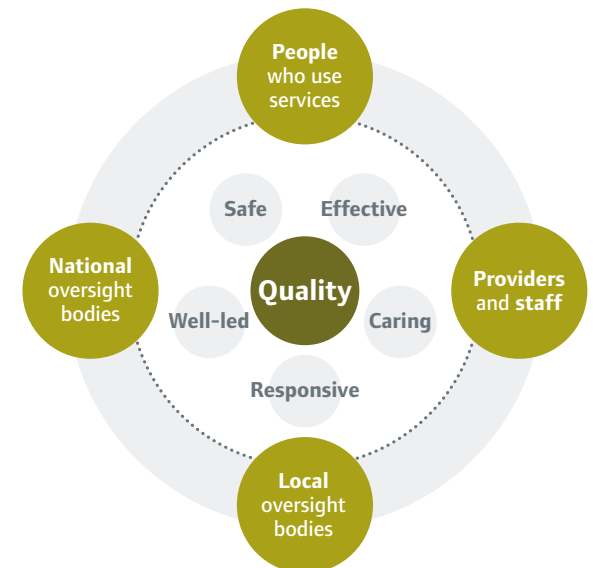 People
who use
services
Safe
Effective
National
oversight
bodies
Quality
Providers
and staff
Well-led
Caring
Responsive
Local
oversight
bodies